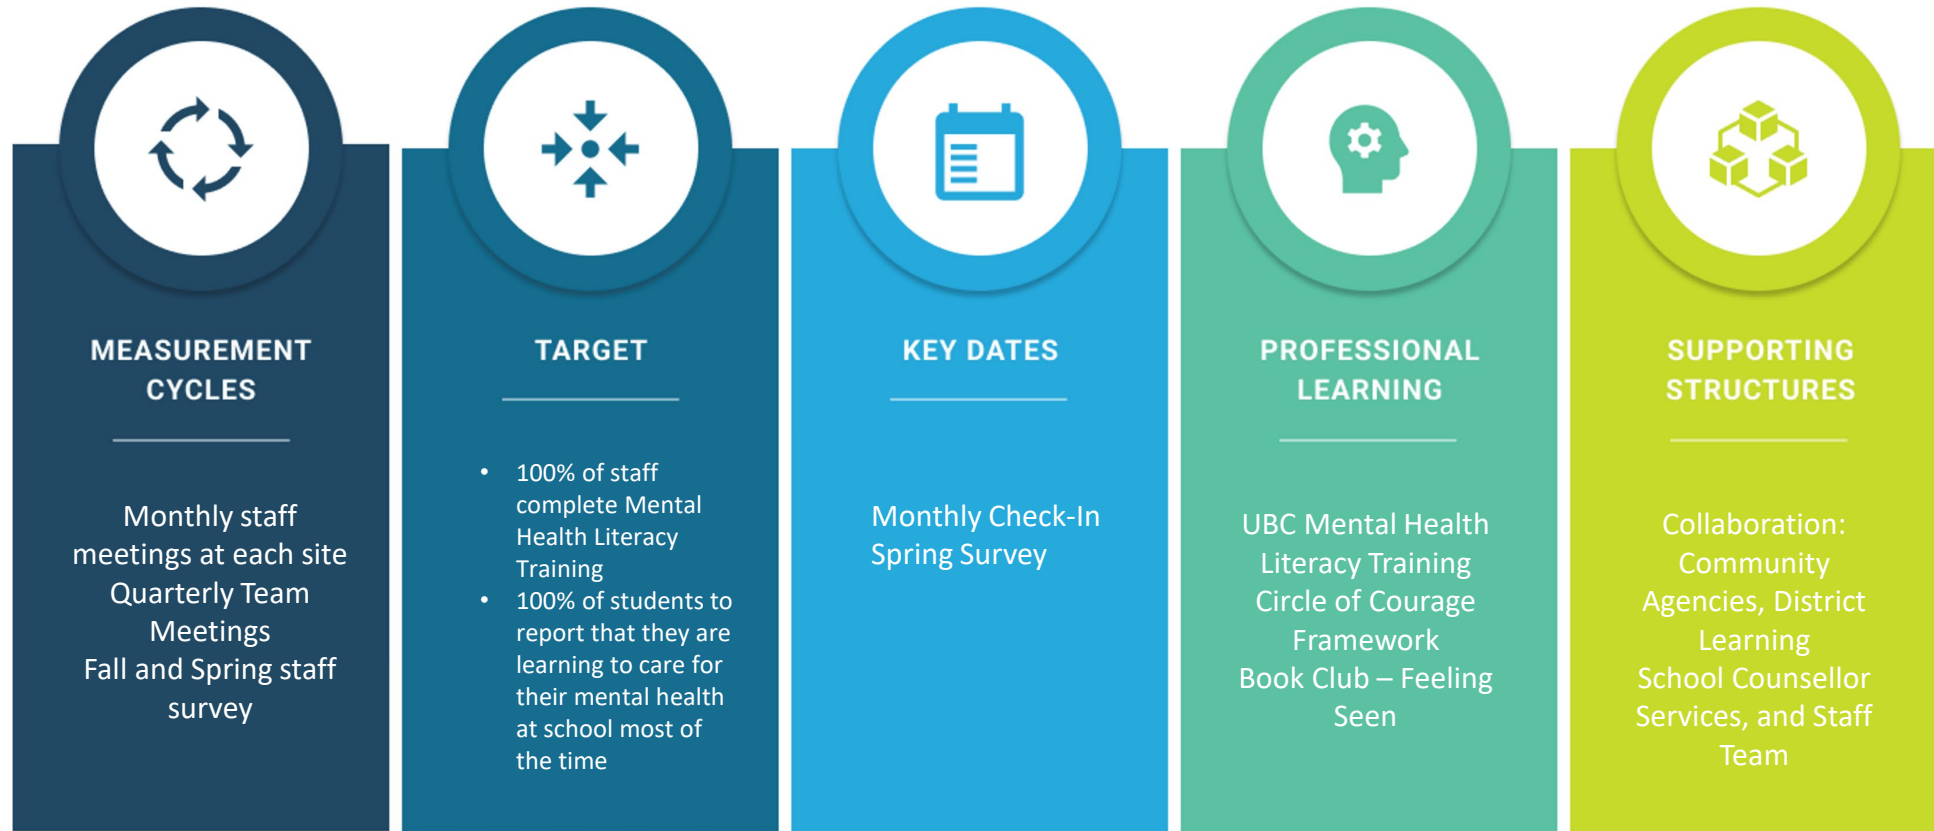 MEASUREMENT
CYCLES
Monthly staff
meetings at each site
Quarterly Team
Meetings
Fall and Spring staff
survey
TARGET
• 100% of staff
complete Mental
Health Literacy
Training
• 100% of students to
report that they are
learning to care for
their mental health
at school most of
the time
KEY DATES
Monthly Check-In
Spring Survey
PROFESSIONAL
LEARNING
UBC Mental Health
Literacy Training
Circle of Courage
Framework
Book Club – Feeling
Seen
SUPPORTING
STRUCTURES
Collaboration:
Community
Agencies, District
Learning
School Counsellor
Services, and Staff
Team